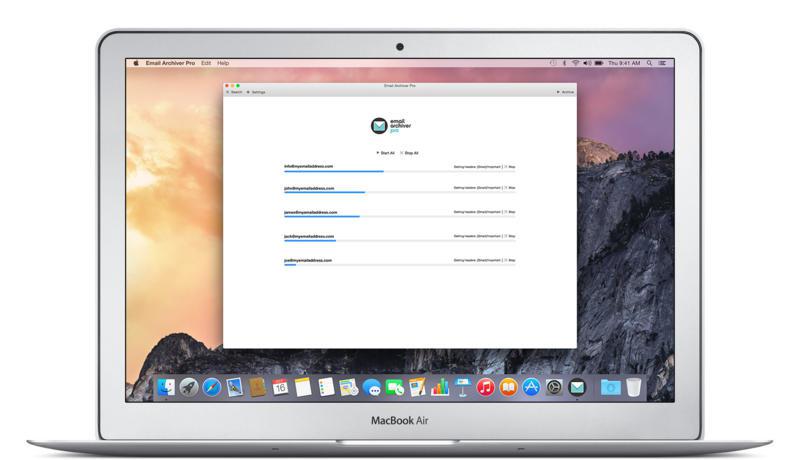 Email Archiver Pro Edit Help Thu 9:41 AM
Email Archiver Pro
Search Settings Archive
email
archiver
pro
Start All Stop All
info@myemailaddress.com Getting headers: [Gmail]/Important | Stop
john@myemailaddress.com Getting headers: [Gmail]/Important | Stop
james@myemailaddress.com Getting headers: [Gmail]/Important | Stop
jack@myemailaddress.com Getting headers: [Gmail]/Important | Stop
joe@myemailaddress.com Getting headers: [Gmail]/Important | Stop
16
MacBook Air